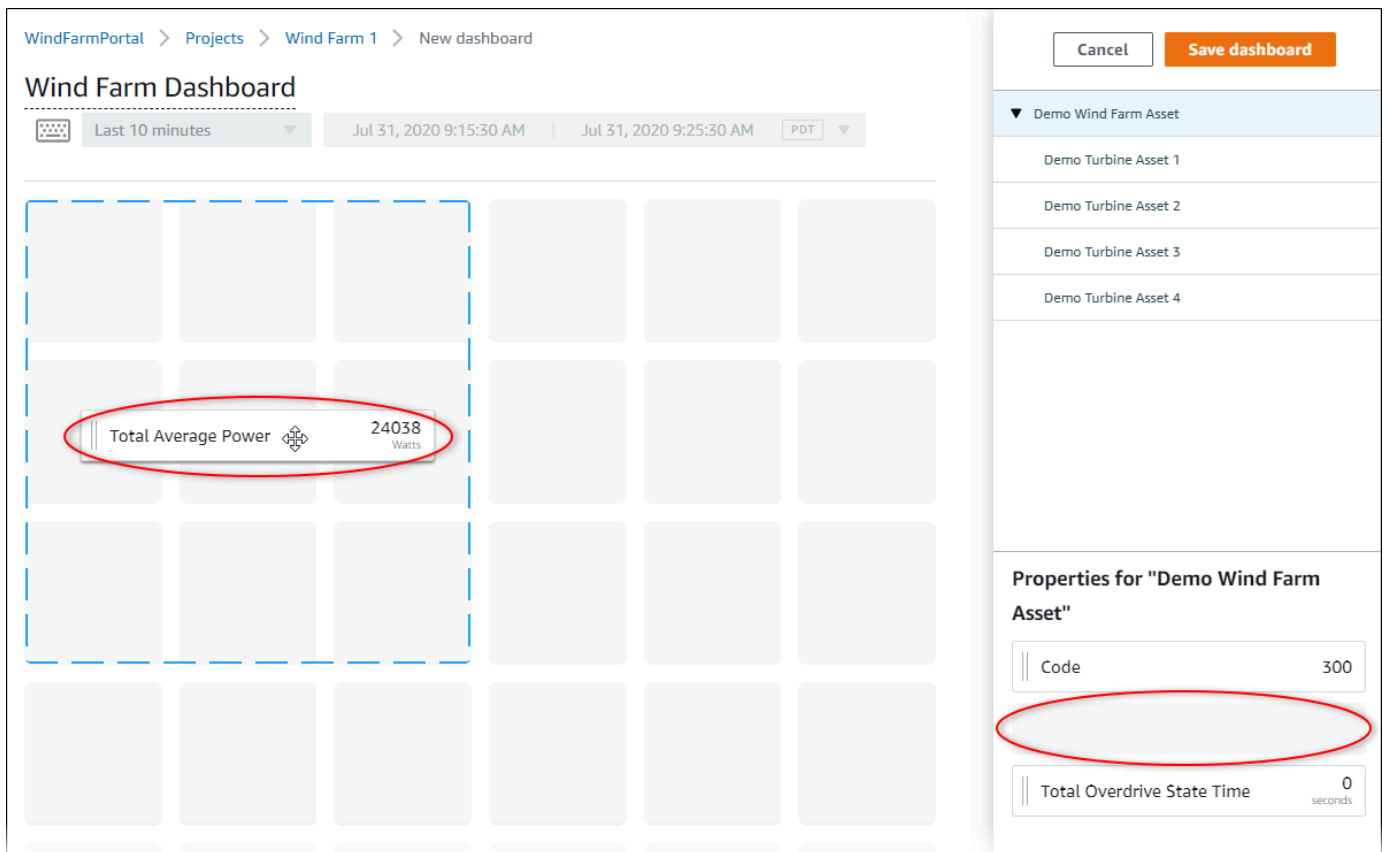 WindFarmPortal > Projects > Wind Farm 1 > New dashboard
Wind Farm Dashboard
Last 10 minutes Jul 31, 2020 9:15:30 AM Jul 31, 2020 9:25:30 AM PDT
Total Average Power 24038
Watts
Cancel Save dashboard
Demo Wind Farm Asset
Demo Turbine Asset 1
Demo Turbine Asset 2
Demo Turbine Asset 3
Demo Turbine Asset 4
Properties for "Demo Wind Farm
Asset"
Code 300
Total Overdrive State Time 0
seconds